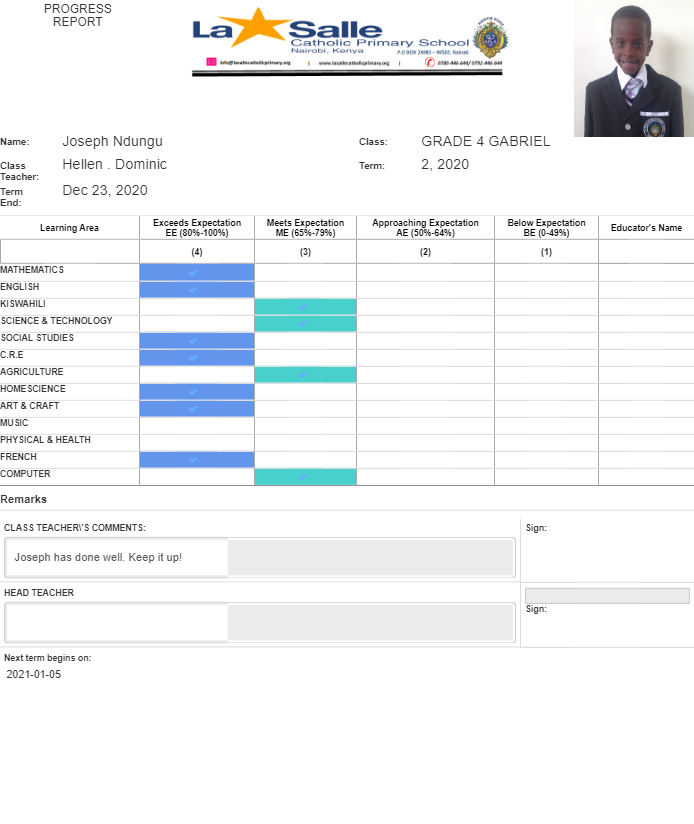 PROGRESS
REPORT
La Salle
Catholic Primary School
Nairobi, Kenya
P.O BOX 24083 – 00502, Nairobi
info@lasallecatholicprimary.org | www.lasallecatholicprimary.org | 0780-446-644/ 0792-446-644
Name: Joseph Ndungu Class: GRADE 4 GABRIEL
Class Teacher: Hellen . Dominic Term: 2, 2020
Term End: Dec 23, 2020
Learning Area Exceeds Expectation EE (80%-100%) Meets Expectation ME (65%-79%) Approaching Expectation AE (50%-64%) Below Expectation BE (0-49%) Educator's Name
(4) (3) (2) (1)
MATHEMATICS
ENGLISH
KISWAHILI
SCIENCE & TECHNOLOGY
SOCIAL STUDIES
C.R.E
AGRICULTURE
HOMESCIENCE
ART & CRAFT
MUSIC
PHYSICAL & HEALTH
FRENCH
COMPUTER
Remarks
CLASS TEACHER\'S COMMENTS: Sign:
Joseph has done well. Keep it up!
HEAD TEACHER
Sign:
Next term begins on:
2021-01-05